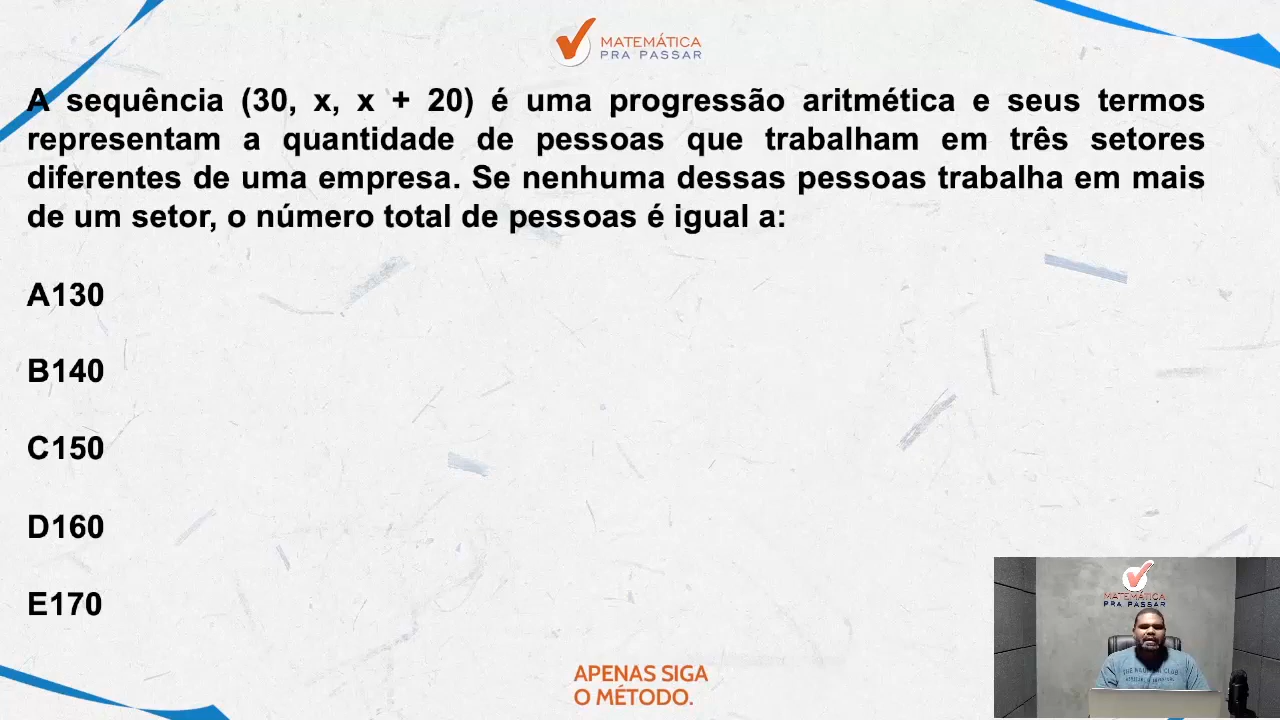 MATEMÁTICA
PRA PASSAR
A sequência (30, x, x + 20) é uma progressão aritmética e seus termos
representam a quantidade de pessoas que trabalham em três setores
diferentes de uma empresa. Se nenhuma dessas pessoas trabalha em mais
de um setor, o número total de pessoas é igual a:
A130
B140
C150
D160
E170
MATEMÁTICA
PRA PASSAR
APENAS SIGA
O MÉTODO.